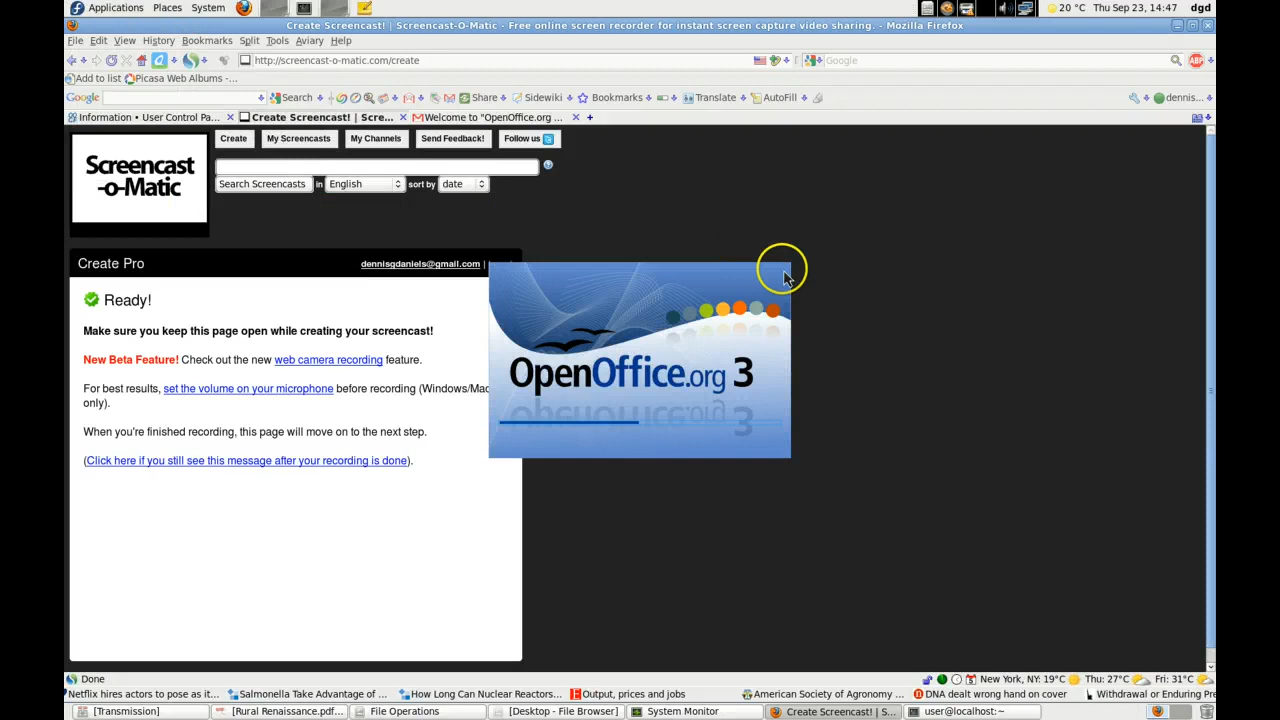 Applications Places System 20 °C Thu Sep 23, 14:47 dgd
Create Screencast! | Screencast-O-Matic - Free online screen recorder for instant screen capture video sharing. - Mozilla Firefox
File Edit View History Bookmarks Split Tools Aviary Help
http://screencast-o-matic.com/create Google ABP
Add to list Picasa Web Albums -...
Google Search Share Sidewiki Bookmarks Translate AutoFill dennis...
Information • User Control Pa... Create Screencast! | Scre... Welcome to "OpenOffice.org ...
Create My Screencasts My Channels Send Feedback! Follow us
Screencast
-o-Matic
Search Screencasts in English sort by date
Create Pro dennisgdaniels@gmail.com |
Ready!
Make sure you keep this page open while creating your screencast!
New Beta Feature! Check out the new web camera recording feature.
For best results, set the volume on your microphone before recording (Windows/Mac
only).
When you're finished recording, this page will move on to the next step.
(Click here if you still see this message after your recording is done).
OpenOffice.org 3
Done New York, NY: 19°C Thu: 27°C Fri: 31°C
Netflix hires actors to pose as it... Salmonella Take Advantage of ... How Long Can Nuclear Reactors... Output, prices and jobs American Society of Agronomy ... DNA dealt wrong hand on cover Withdrawal or Enduring Pre
[Transmission] [Rural Renaissance.pdf... File Operations [Desktop - File Browser] System Monitor Create Screencast! | S... user@localhost:~